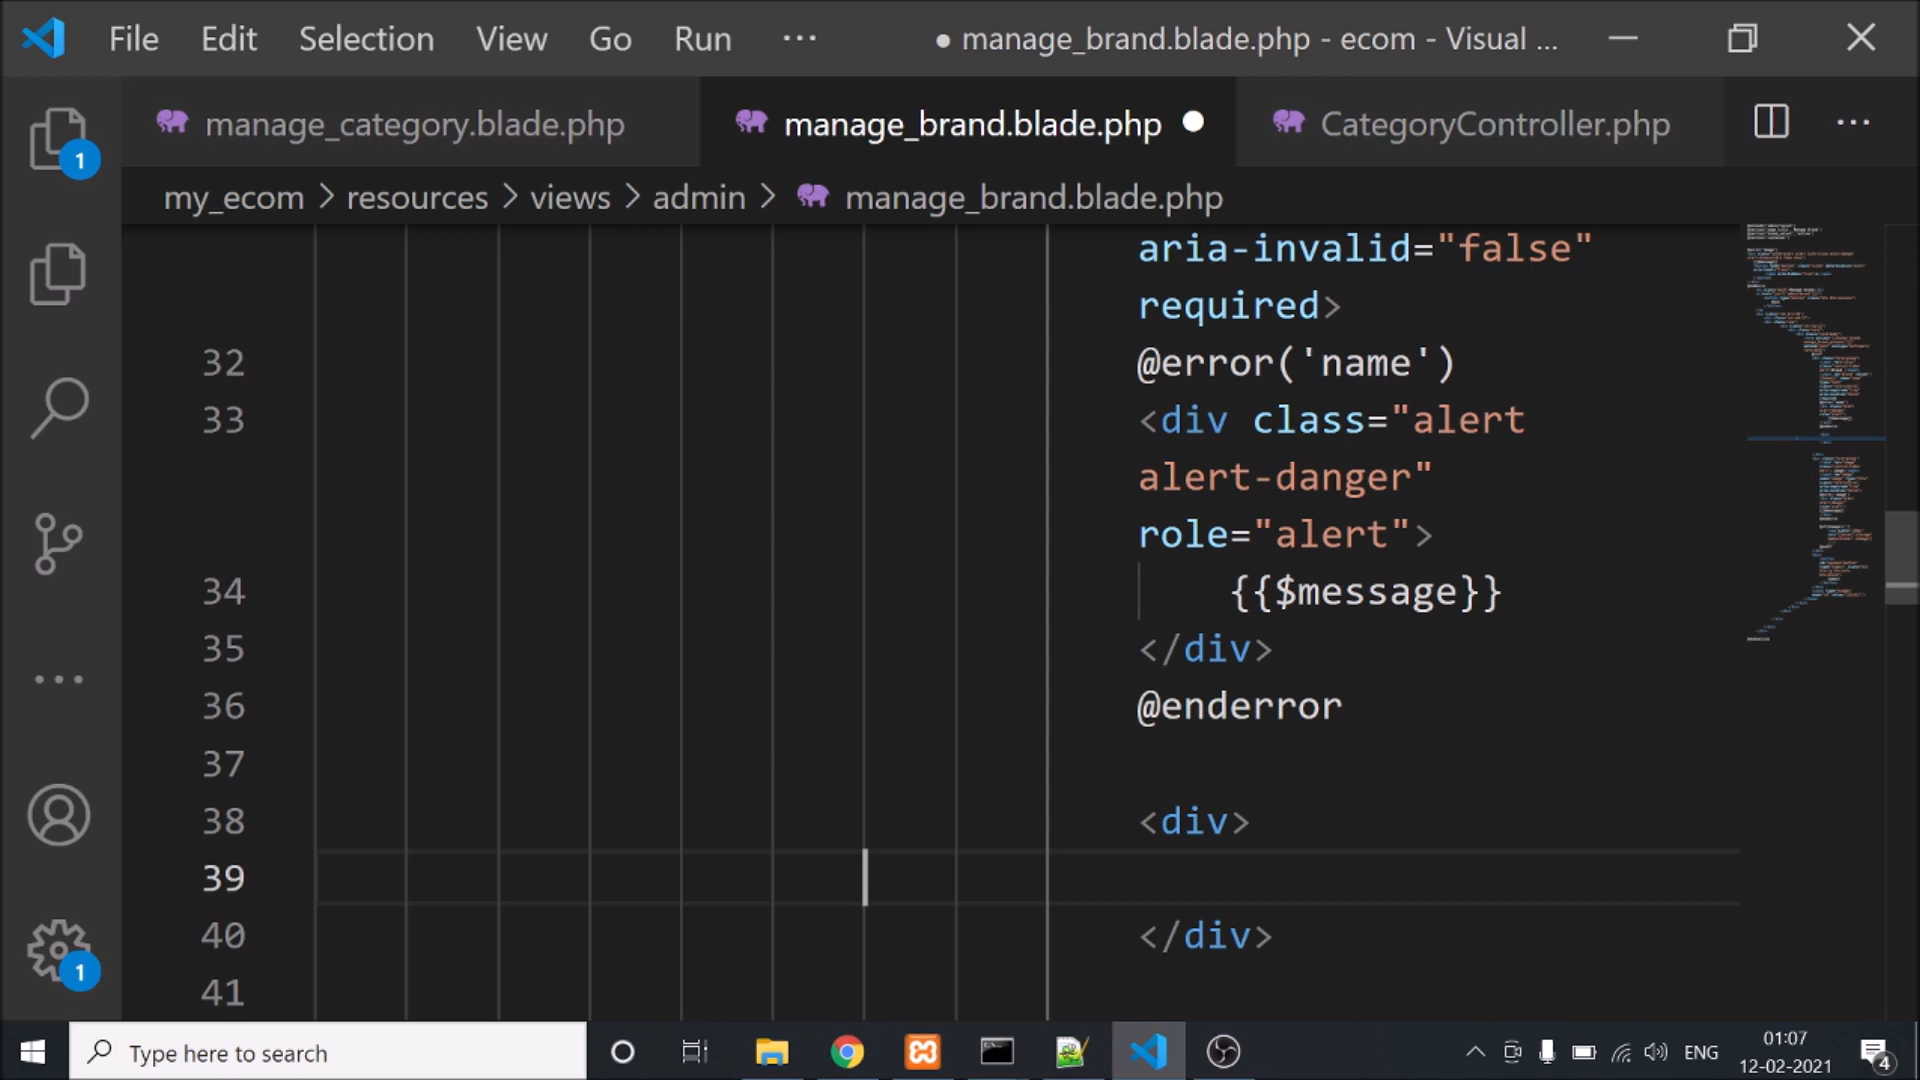 File Edit Selection View Go Run ··· ● manage_brand.blade.php - ecom - Visual ...
manage_category.blade.php manage_brand.blade.php ● CategoryController.php ···
my_ecom > resources > views > admin > manage_brand.blade.php
1
aria-invalid="false"
required>
32 @error('name')
33 <div class="alert
alert-danger"
role="alert">
34 {{$message}}
35 </div>
36 @enderror
37
38 <div>
39
40 </div>
1
41
Type here to search
ENG
01:07
12-02-2021
4